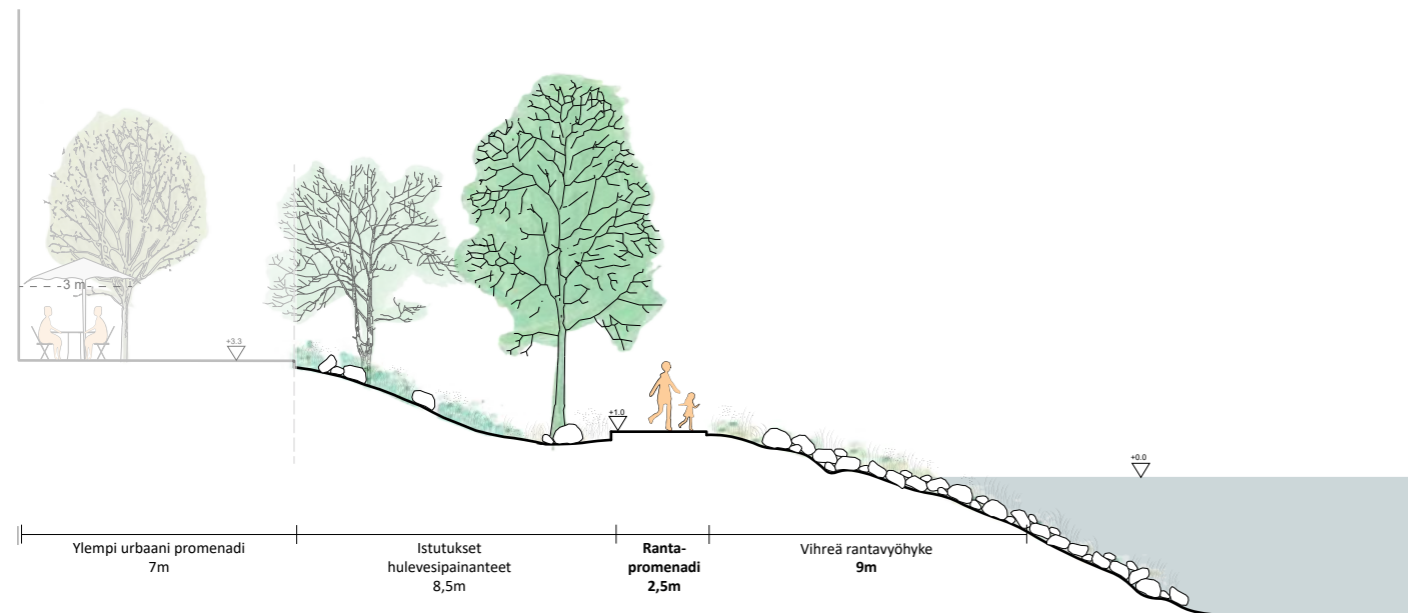 3 m
+3.3
+1.0
+0.0
Ylempi urbaani promenadi
7m
Istutukset
hulevesipainanteet
8,5m
Ranta-
promenadi
2,5m
Vihreä rantavyöhyke
9m